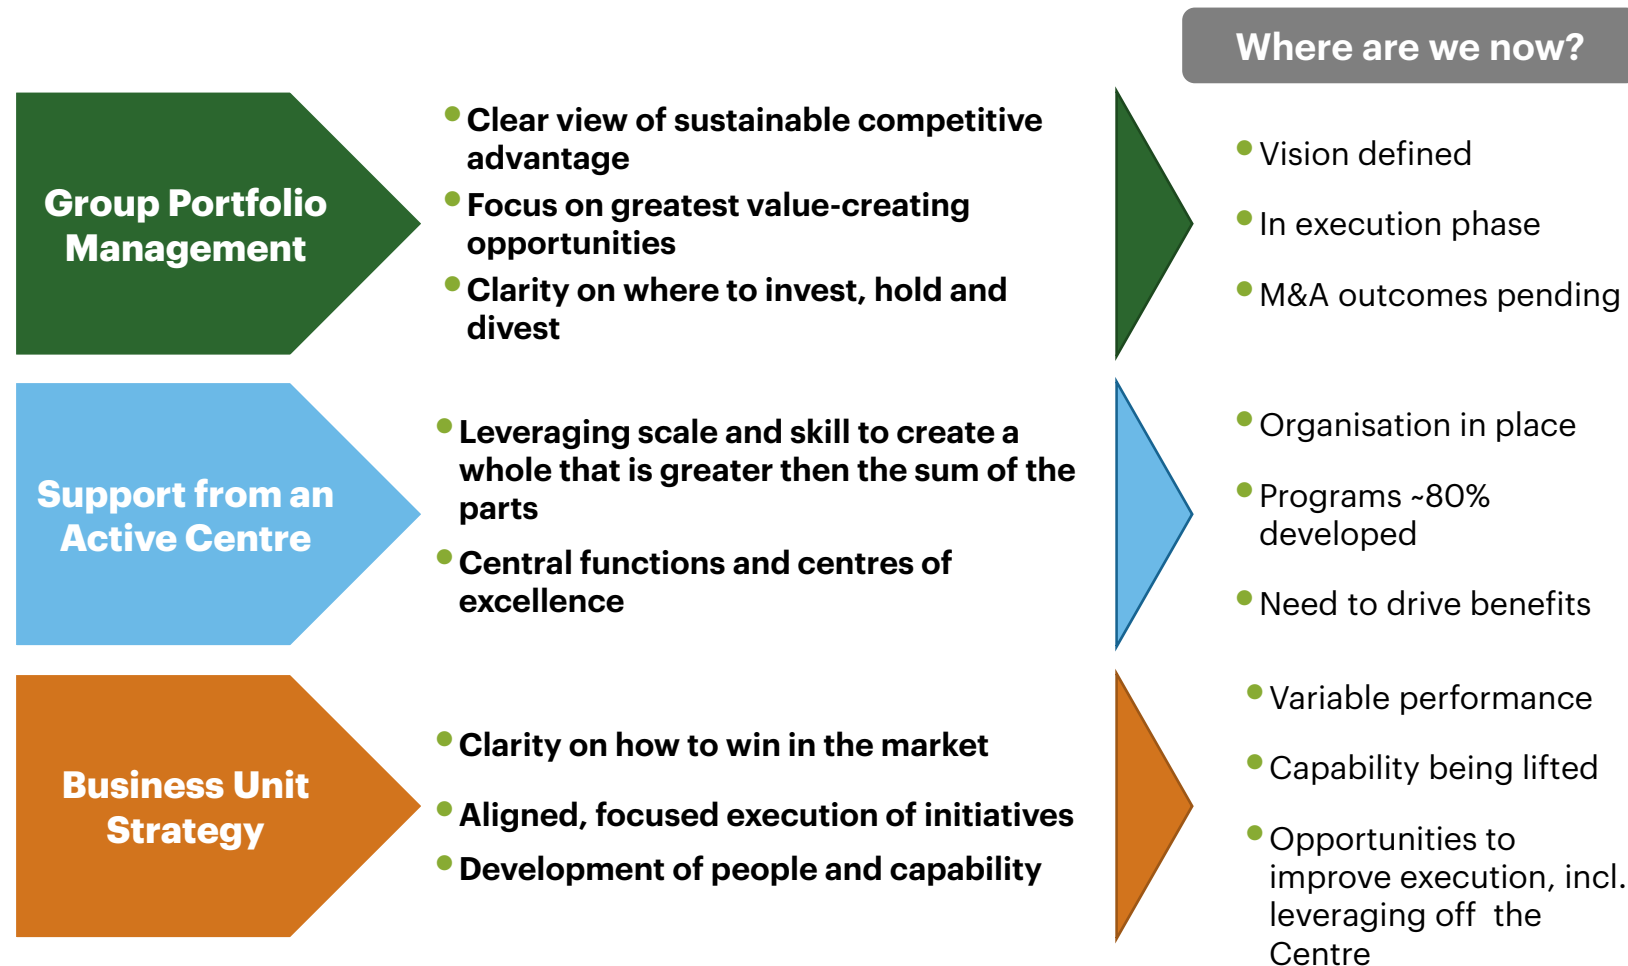 Where are we now?
Group Portfolio
Management
• Clear view of sustainable competitive
advantage
• Focus on greatest value-creating
opportunities
• Clarity on where to invest, hold and
divest
• Vision defined
• In execution phase
• M&A outcomes pending
Support from an
Active Centre
• Leveraging scale and skill to create a
whole that is greater then the sum of the
parts
• Central functions and centres of
excellence
• Organisation in place
• Programs ~80%
developed
• Need to drive benefits
Business Unit
Strategy
• Clarity on how to win in the market
• Aligned, focused execution of initiatives
• Development of people and capability
• Variable performance
• Capability being lifted
• Opportunities to
improve execution, incl.
leveraging off the
Centre